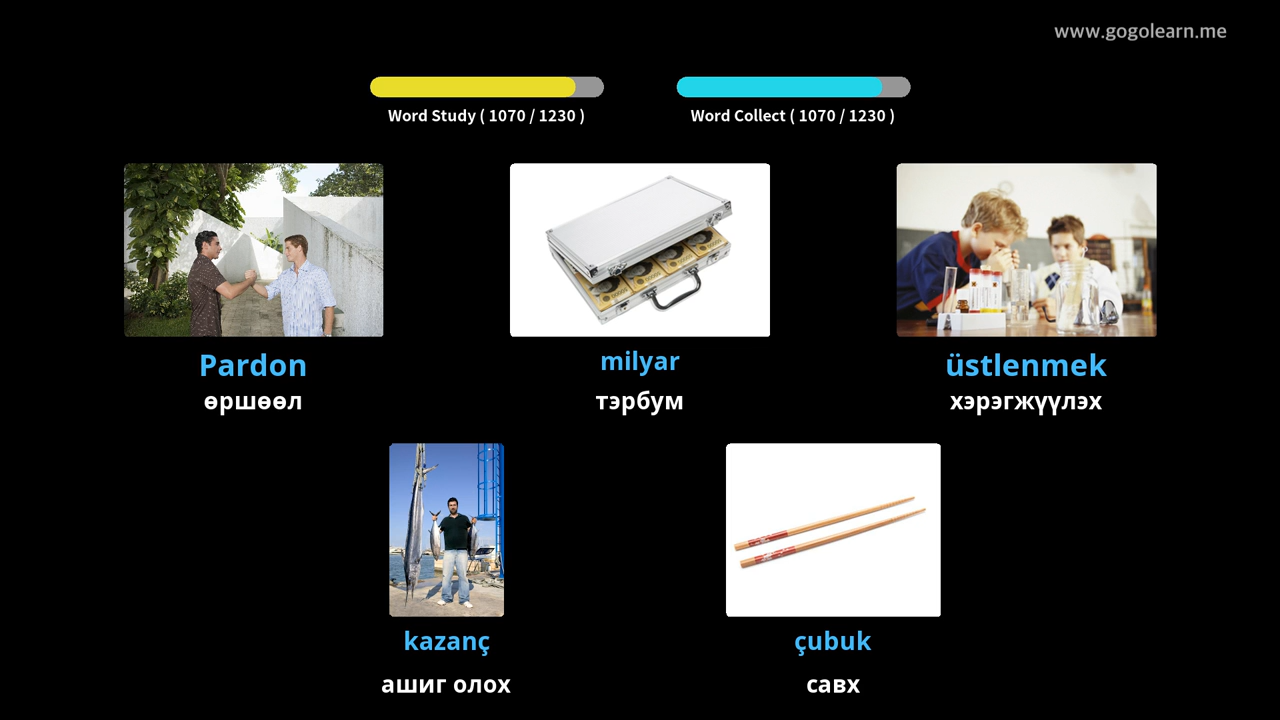 www.gogolearn.me
Word Study ( 1070 / 1230 )
Word Collect ( 1070 / 1230 )
Pardon
өршөөл
milyar
тэрбум
üstlenmek
хэрэгжүүлэх
kazanç
ашиг олох
çubuk
савх